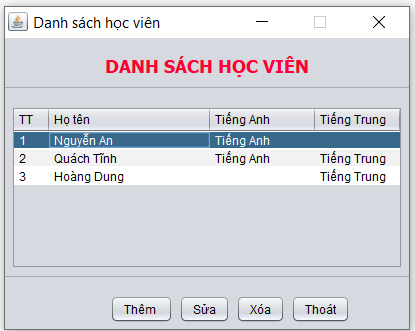 Danh sách học viên
DANH SÁCH HỌC VIÊN
TT Họ tên Tiếng Anh Tiếng Trung
1 Nguyễn An Tiếng Anh
2 Quách Tĩnh Tiếng Anh Tiếng Trung
3 Hoàng Dung Tiếng Trung
Thêm Sửa Xóa Thoát